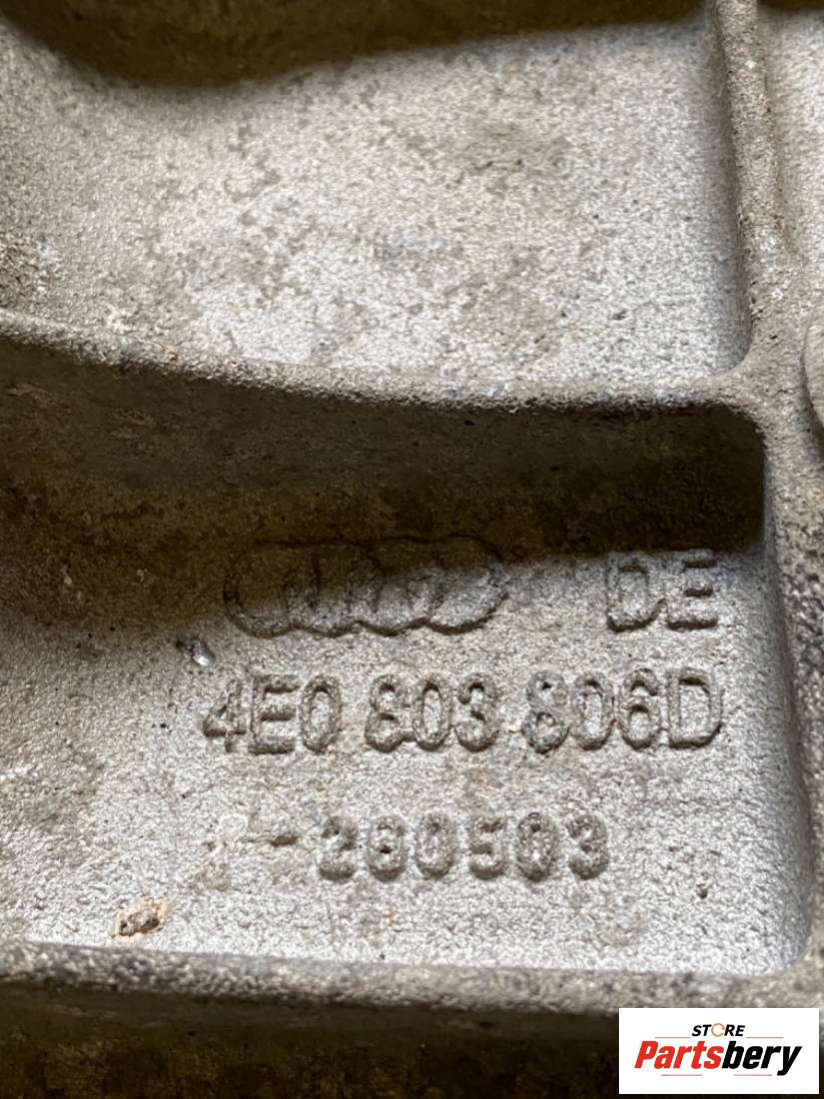 DE
4E0 803 806D
-260503
STORE
Partsbery